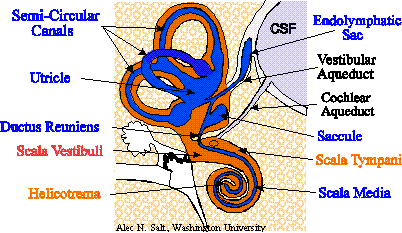 Semi-Circular
Canals
CSF
Endolymphatic
Sac
Utricle
Vestibular
Aqueduct
Cochlear
Aqueduct
Ductus Reuniens
Saccule
Scala Vestibuli
Scala Tympani
Helicotrema
Scala Media
Alec N. Salt., Washington University